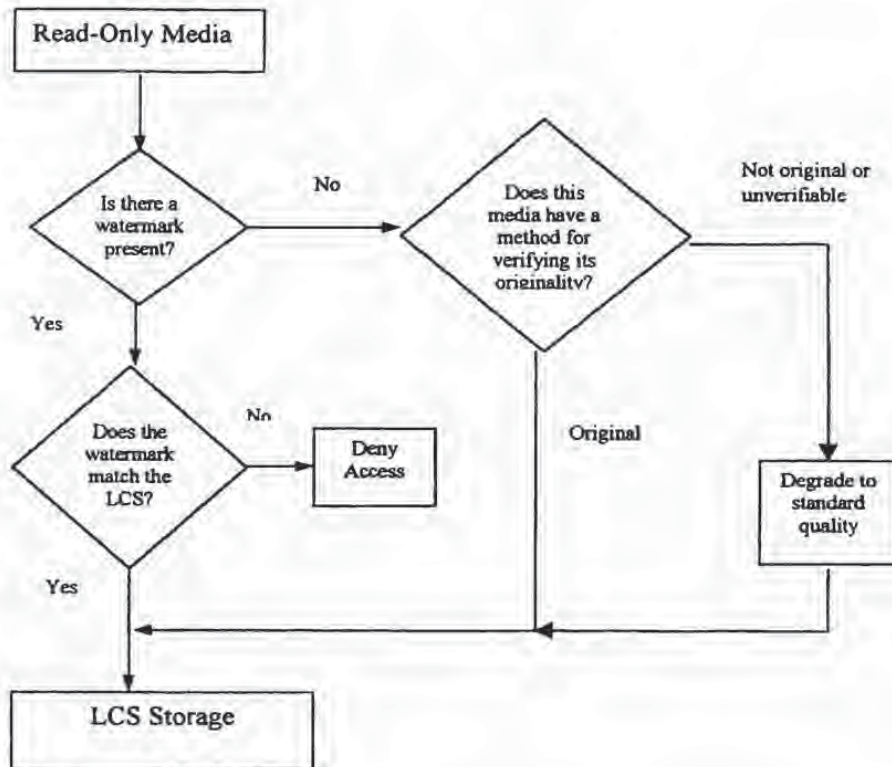 Read-Only Media
Is there a
watermark
present?
No
Does this
media have a
method for
verifying its
originality?
Not original or
unverifiable
Yes
Does the
watermark
match the
LCS?
No
Deny
Access
Original
Degrade to
standard
quality
Yes
LCS Storage